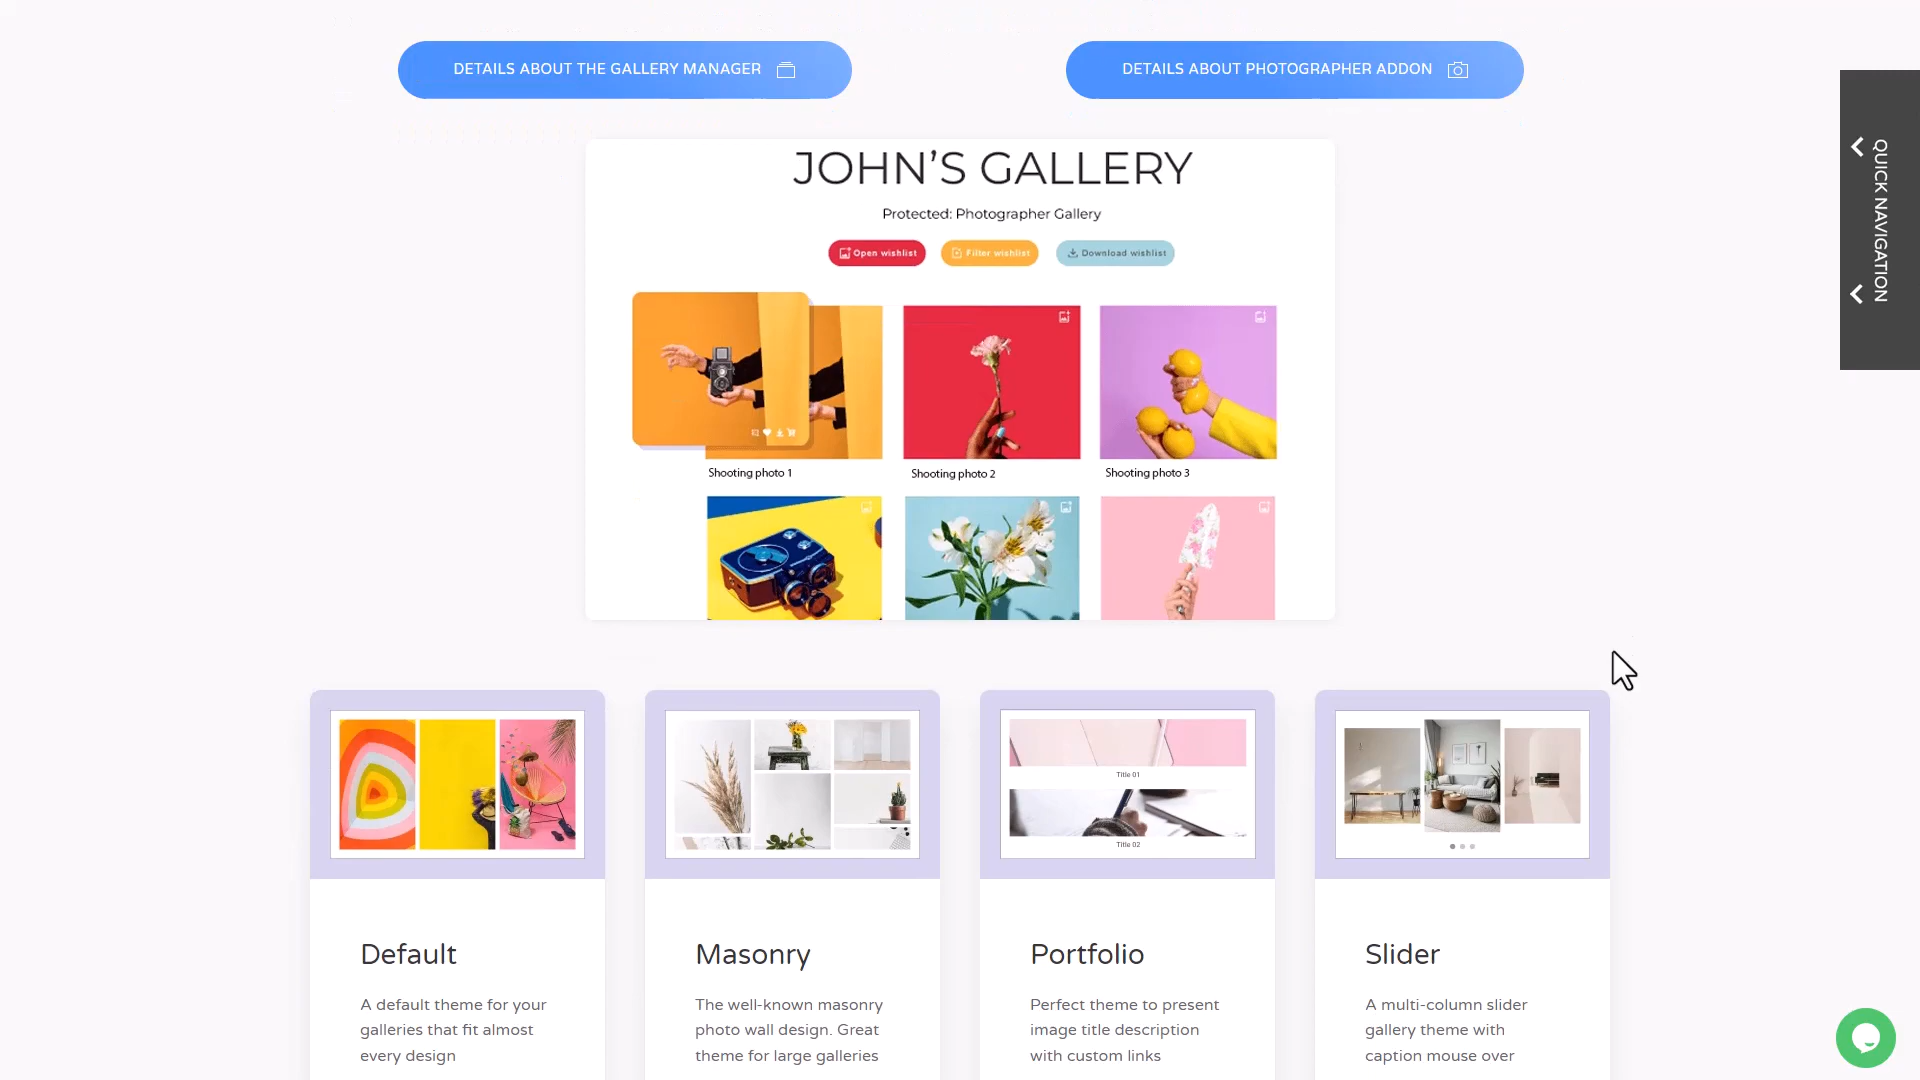 DETAILS ABOUT THE GALLERY MANAGER
DETAILS ABOUT PHOTOGRAPHER ADDON
QUICK NAVIGATION
JOHN'S GALLERY
Protected: Photographer Gallery
Open wishlist
Filter wishlist
Download wishlist
Shooting photo 1
Shooting photo 2
Shooting photo 3
Title 01
Title 02
Default
A default theme for your
galleries that fit almost
every design
Masonry
The well-known masonry
photo wall design. Great
theme for large galleries
Portfolio
Perfect theme to present
image title description
with custom links
Slider
A multi-column slider
gallery theme with
caption mouse over